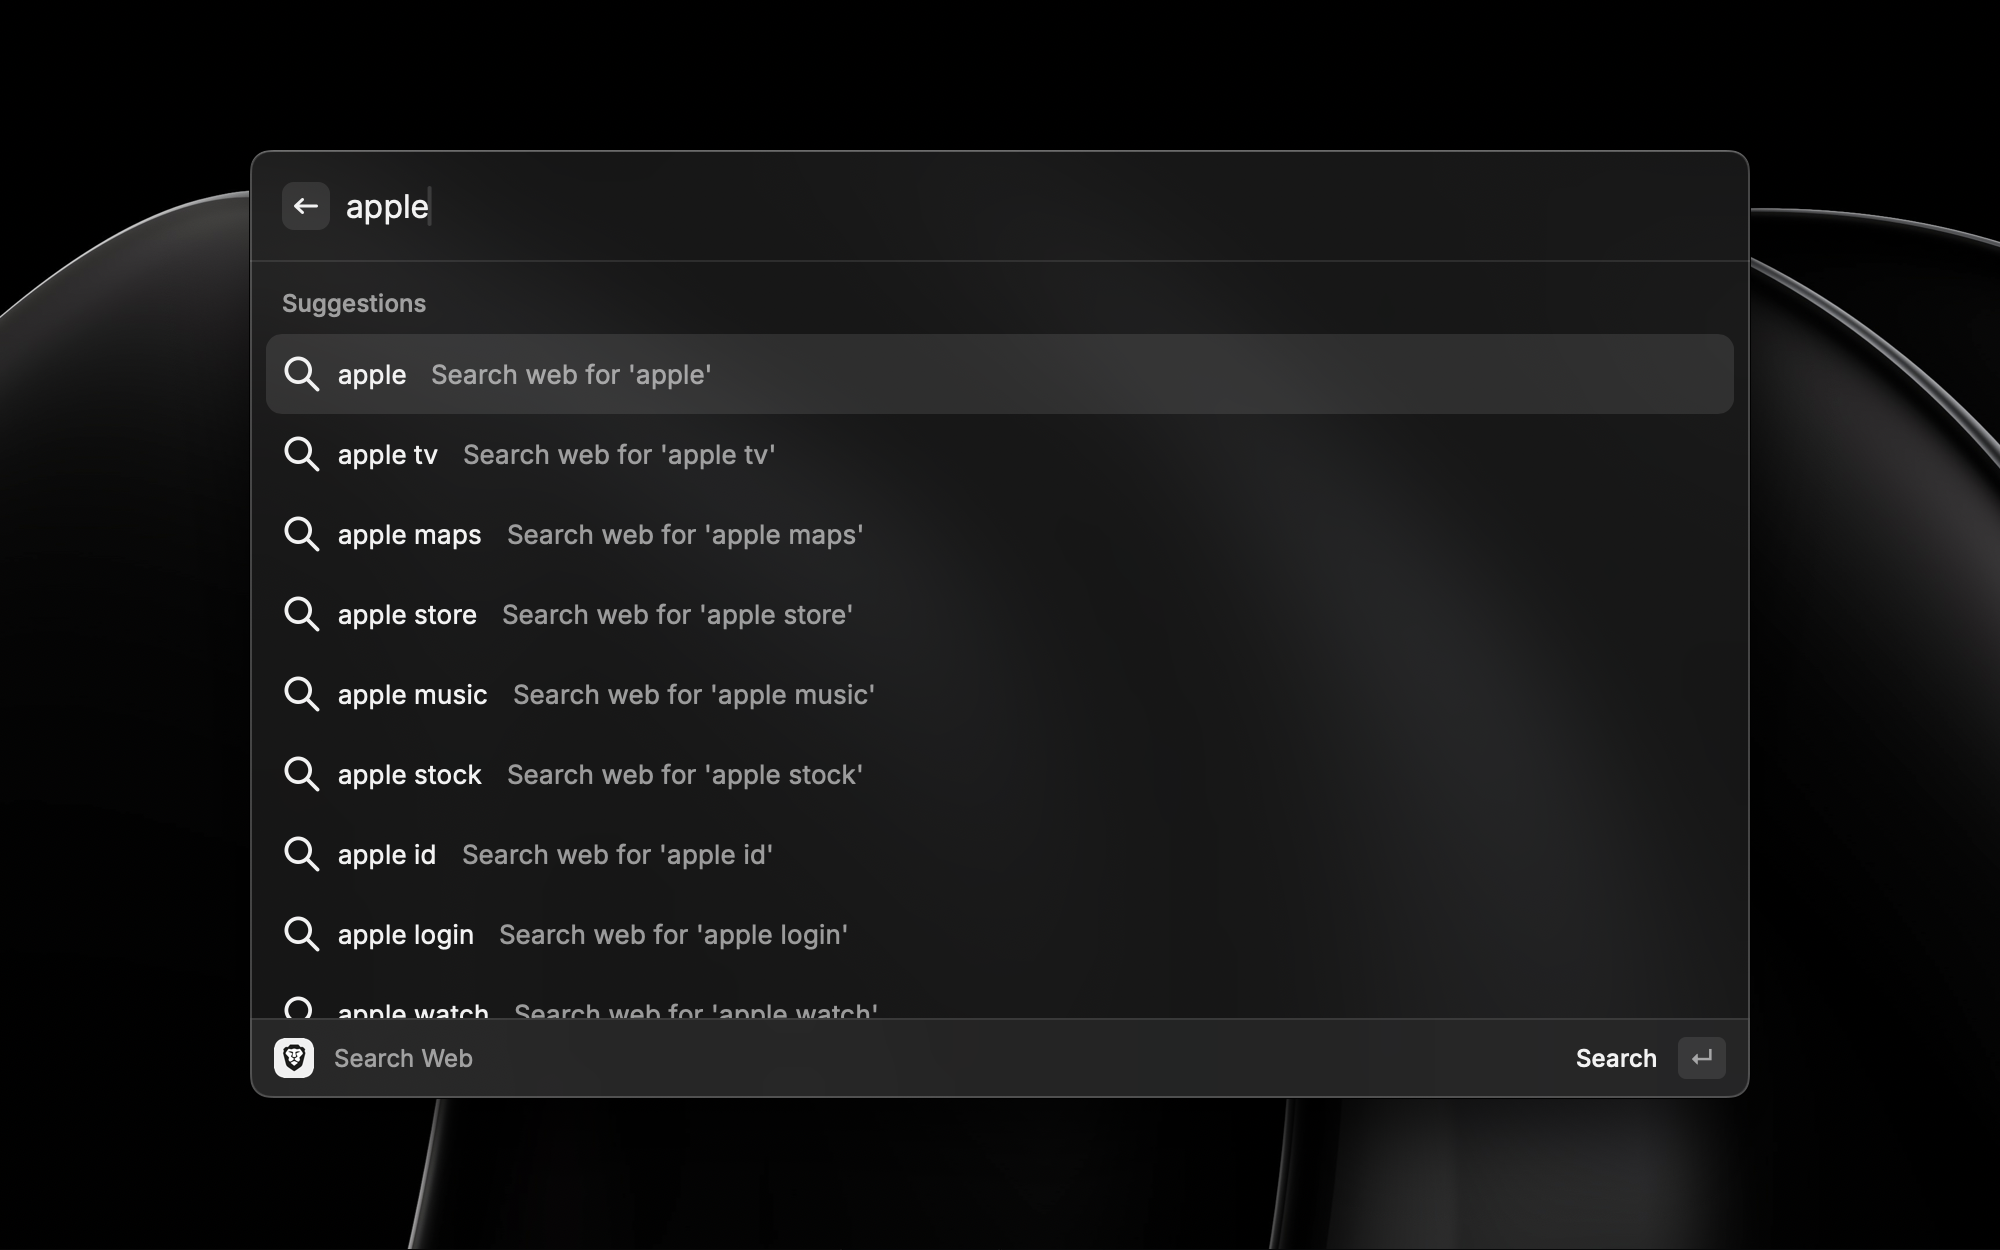 apple
Suggestions
apple Search web for 'apple'
apple tv Search web for 'apple tv'
apple maps Search web for 'apple maps'
apple store Search web for 'apple store'
apple music Search web for 'apple music'
apple stock Search web for 'apple stock'
apple id Search web for 'apple id'
apple login Search web for 'apple login'
apple watch Search web for 'apple watch'
Search Web Search